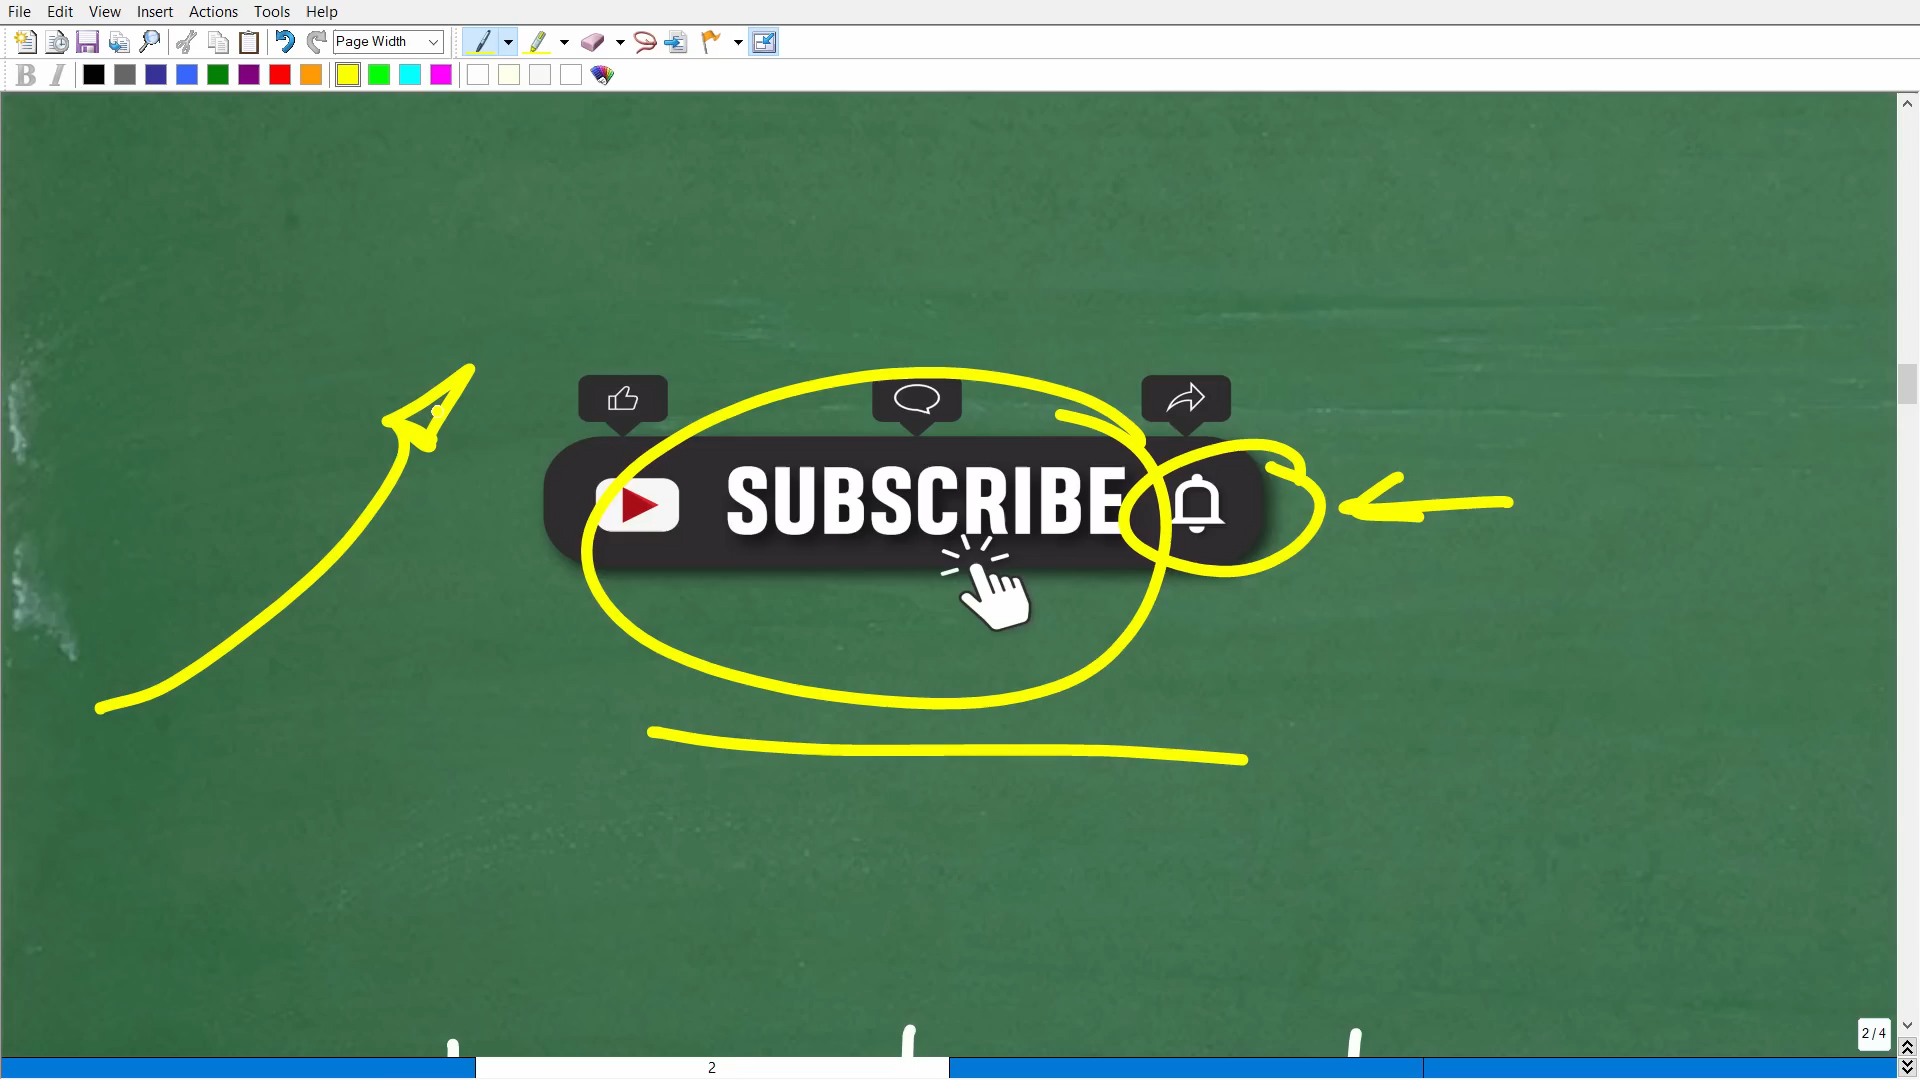 File Edit View Insert Actions Tools Help
Page Width
B I
SUBSCRIBE
2 / 4
2